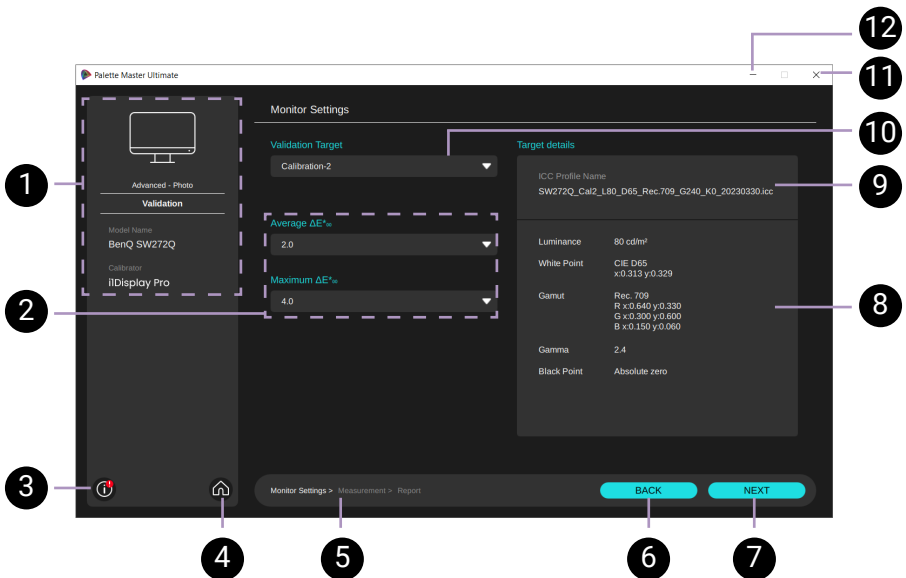 12
Palette Master Ultimate
11
Monitor Settings
10
Validation Target
Target details
Calibration-2
1
Advanced - Photo
Validation
ICC Profile Name
SW272Q_Cal2_L80_D65_Rec.709_G240_K0_20230330.icc
9
Model Name
BenQ SW272Q
Calibrator
i1Display Pro
Average ΔE*₀₀
2.0
Maximum ΔE*₀₀
4.0
2
Luminance 80 cd/m²
White Point CIE D65
x:0.313 y:0.329
Gamut Rec. 709
R x:0.640 y:0.330
G x:0.300 y:0.600
B x:0.150 y:0.060
8
Gamma 2.4
Black Point Absolute zero
3
Monitor Settings > Measurement > Report
BACK
NEXT
4
5
6
7